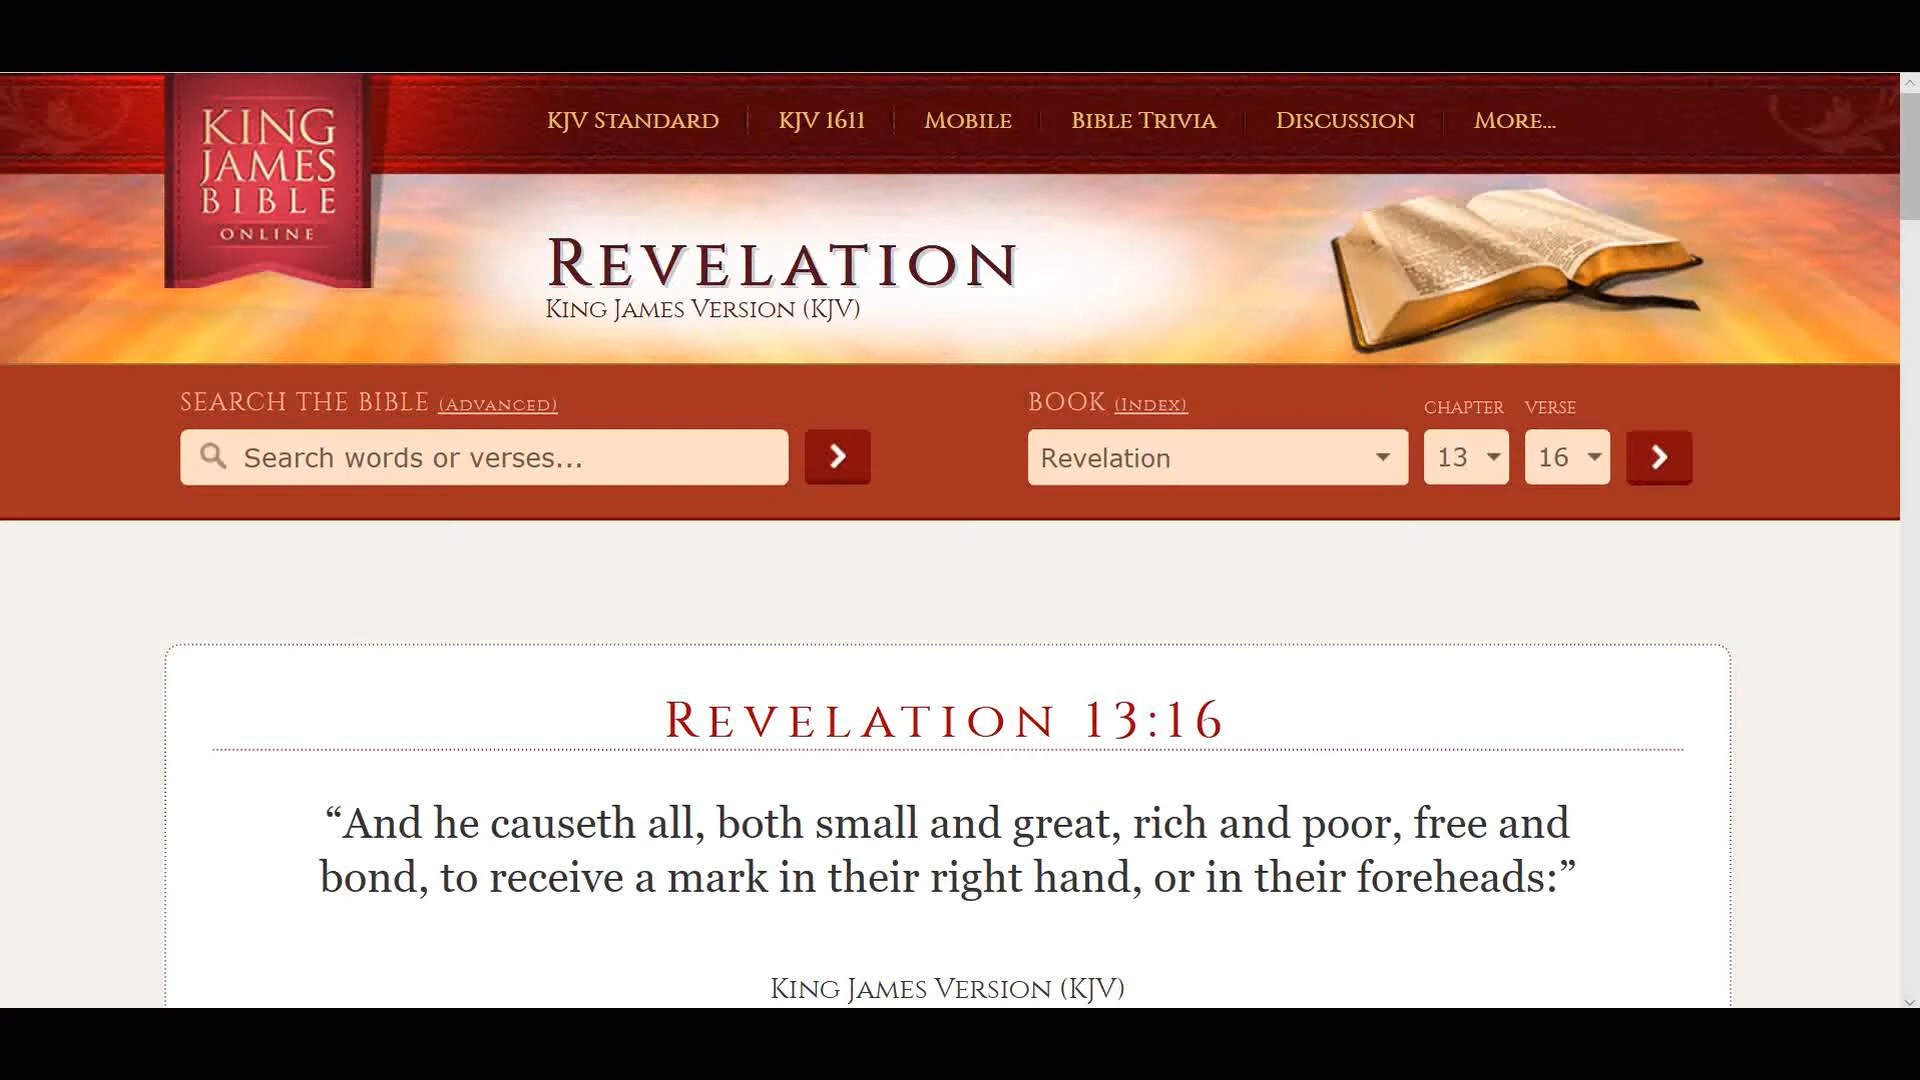 KING
JAMES
BIBLE
ONLINE
KJV Standard
KJV 1611
Mobile
Bible Trivia
Discussion
More...
Revelation
King James Version (KJV)
SEARCH THE BIBLE (Advanced)
Search words or verses...
BOOK (Index)
Revelation
CHAPTER
13
VERSE
16
Revelation 13:16
“And he causeth all, both small and great, rich and poor, free and
bond, to receive a mark in their right hand, or in their foreheads:”
King James Version (KJV)